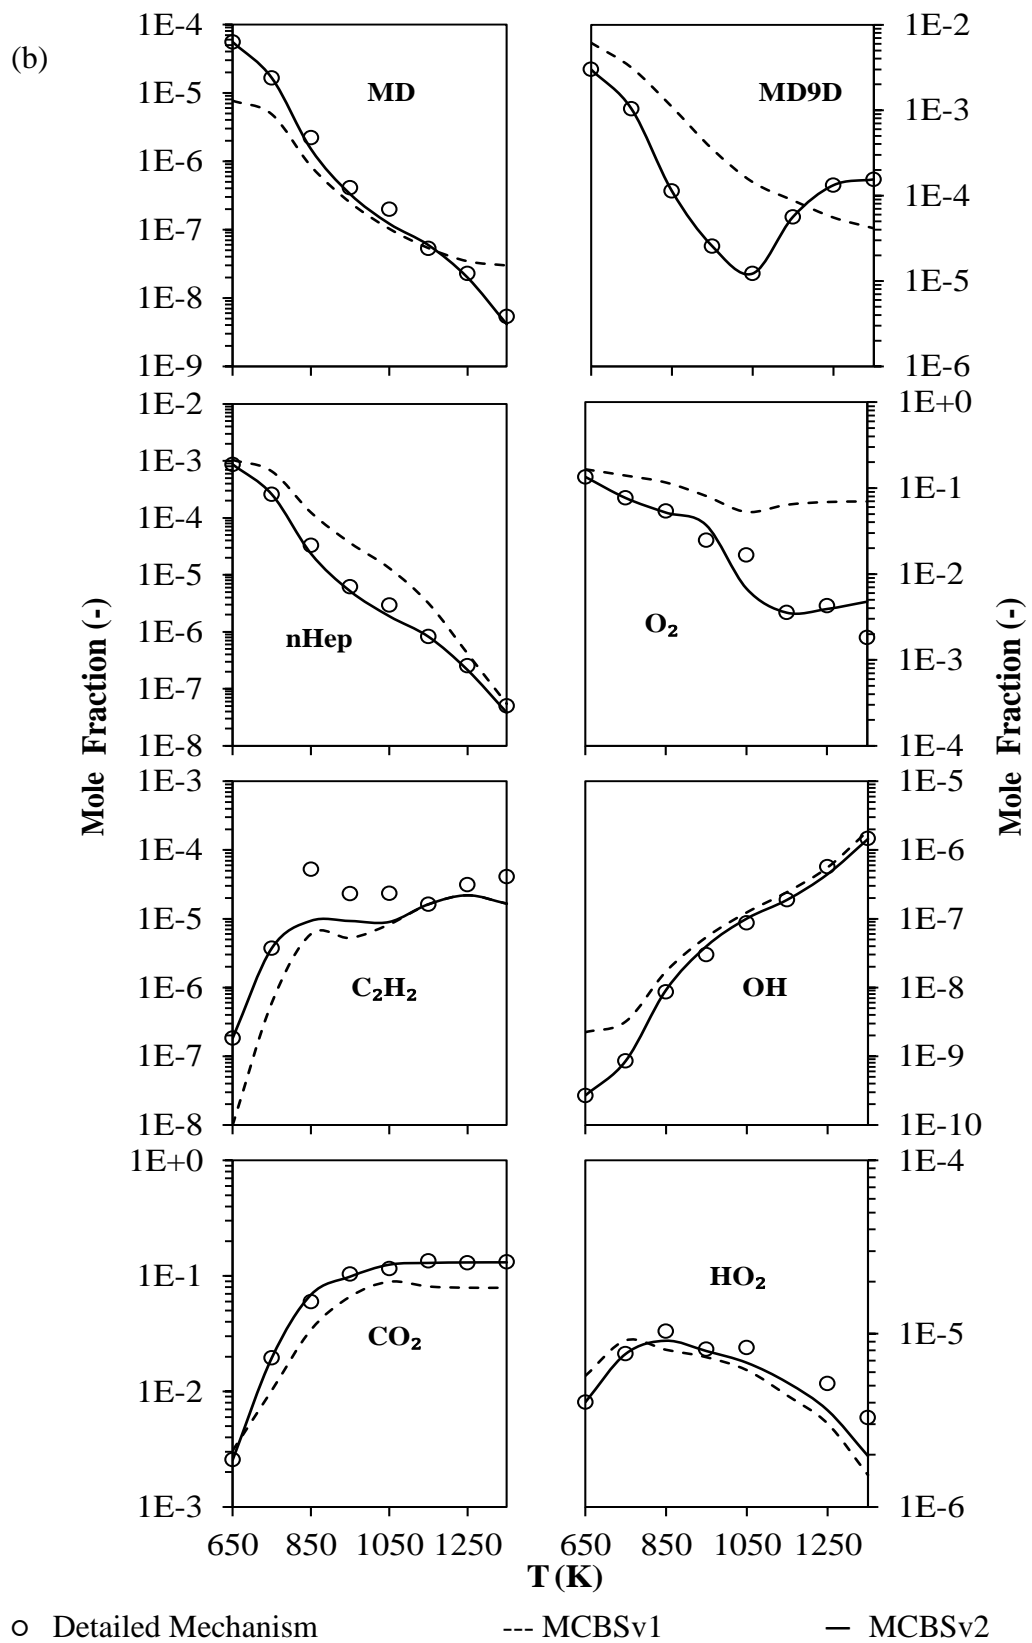 (b)
1E-4
1E-5
1E-6
1E-7
1E-8
1E-9
MD
1E-2
1E-3
1E-4
1E-5
1E-6
MD9D
1E-2
1E-3
1E-4
1E-5
1E-6
1E-7
1E-8
nHep
1E+0
1E-1
1E-2
1E-3
1E-4
O₂
Mole Fraction (-)
Mole Fraction (-)
1E-3
1E-4
1E-5
1E-6
1E-7
1E-8
C₂H₂
1E-5
1E-6
1E-7
1E-8
1E-9
1E-10
OH
1E+0
1E-1
1E-2
1E-3
CO₂
1E-4
1E-5
1E-6
HO₂
650 850 1050 1250
650 850 1050 1250
T (K)
○ Detailed Mechanism --- MCBSv1 — MCBSv2